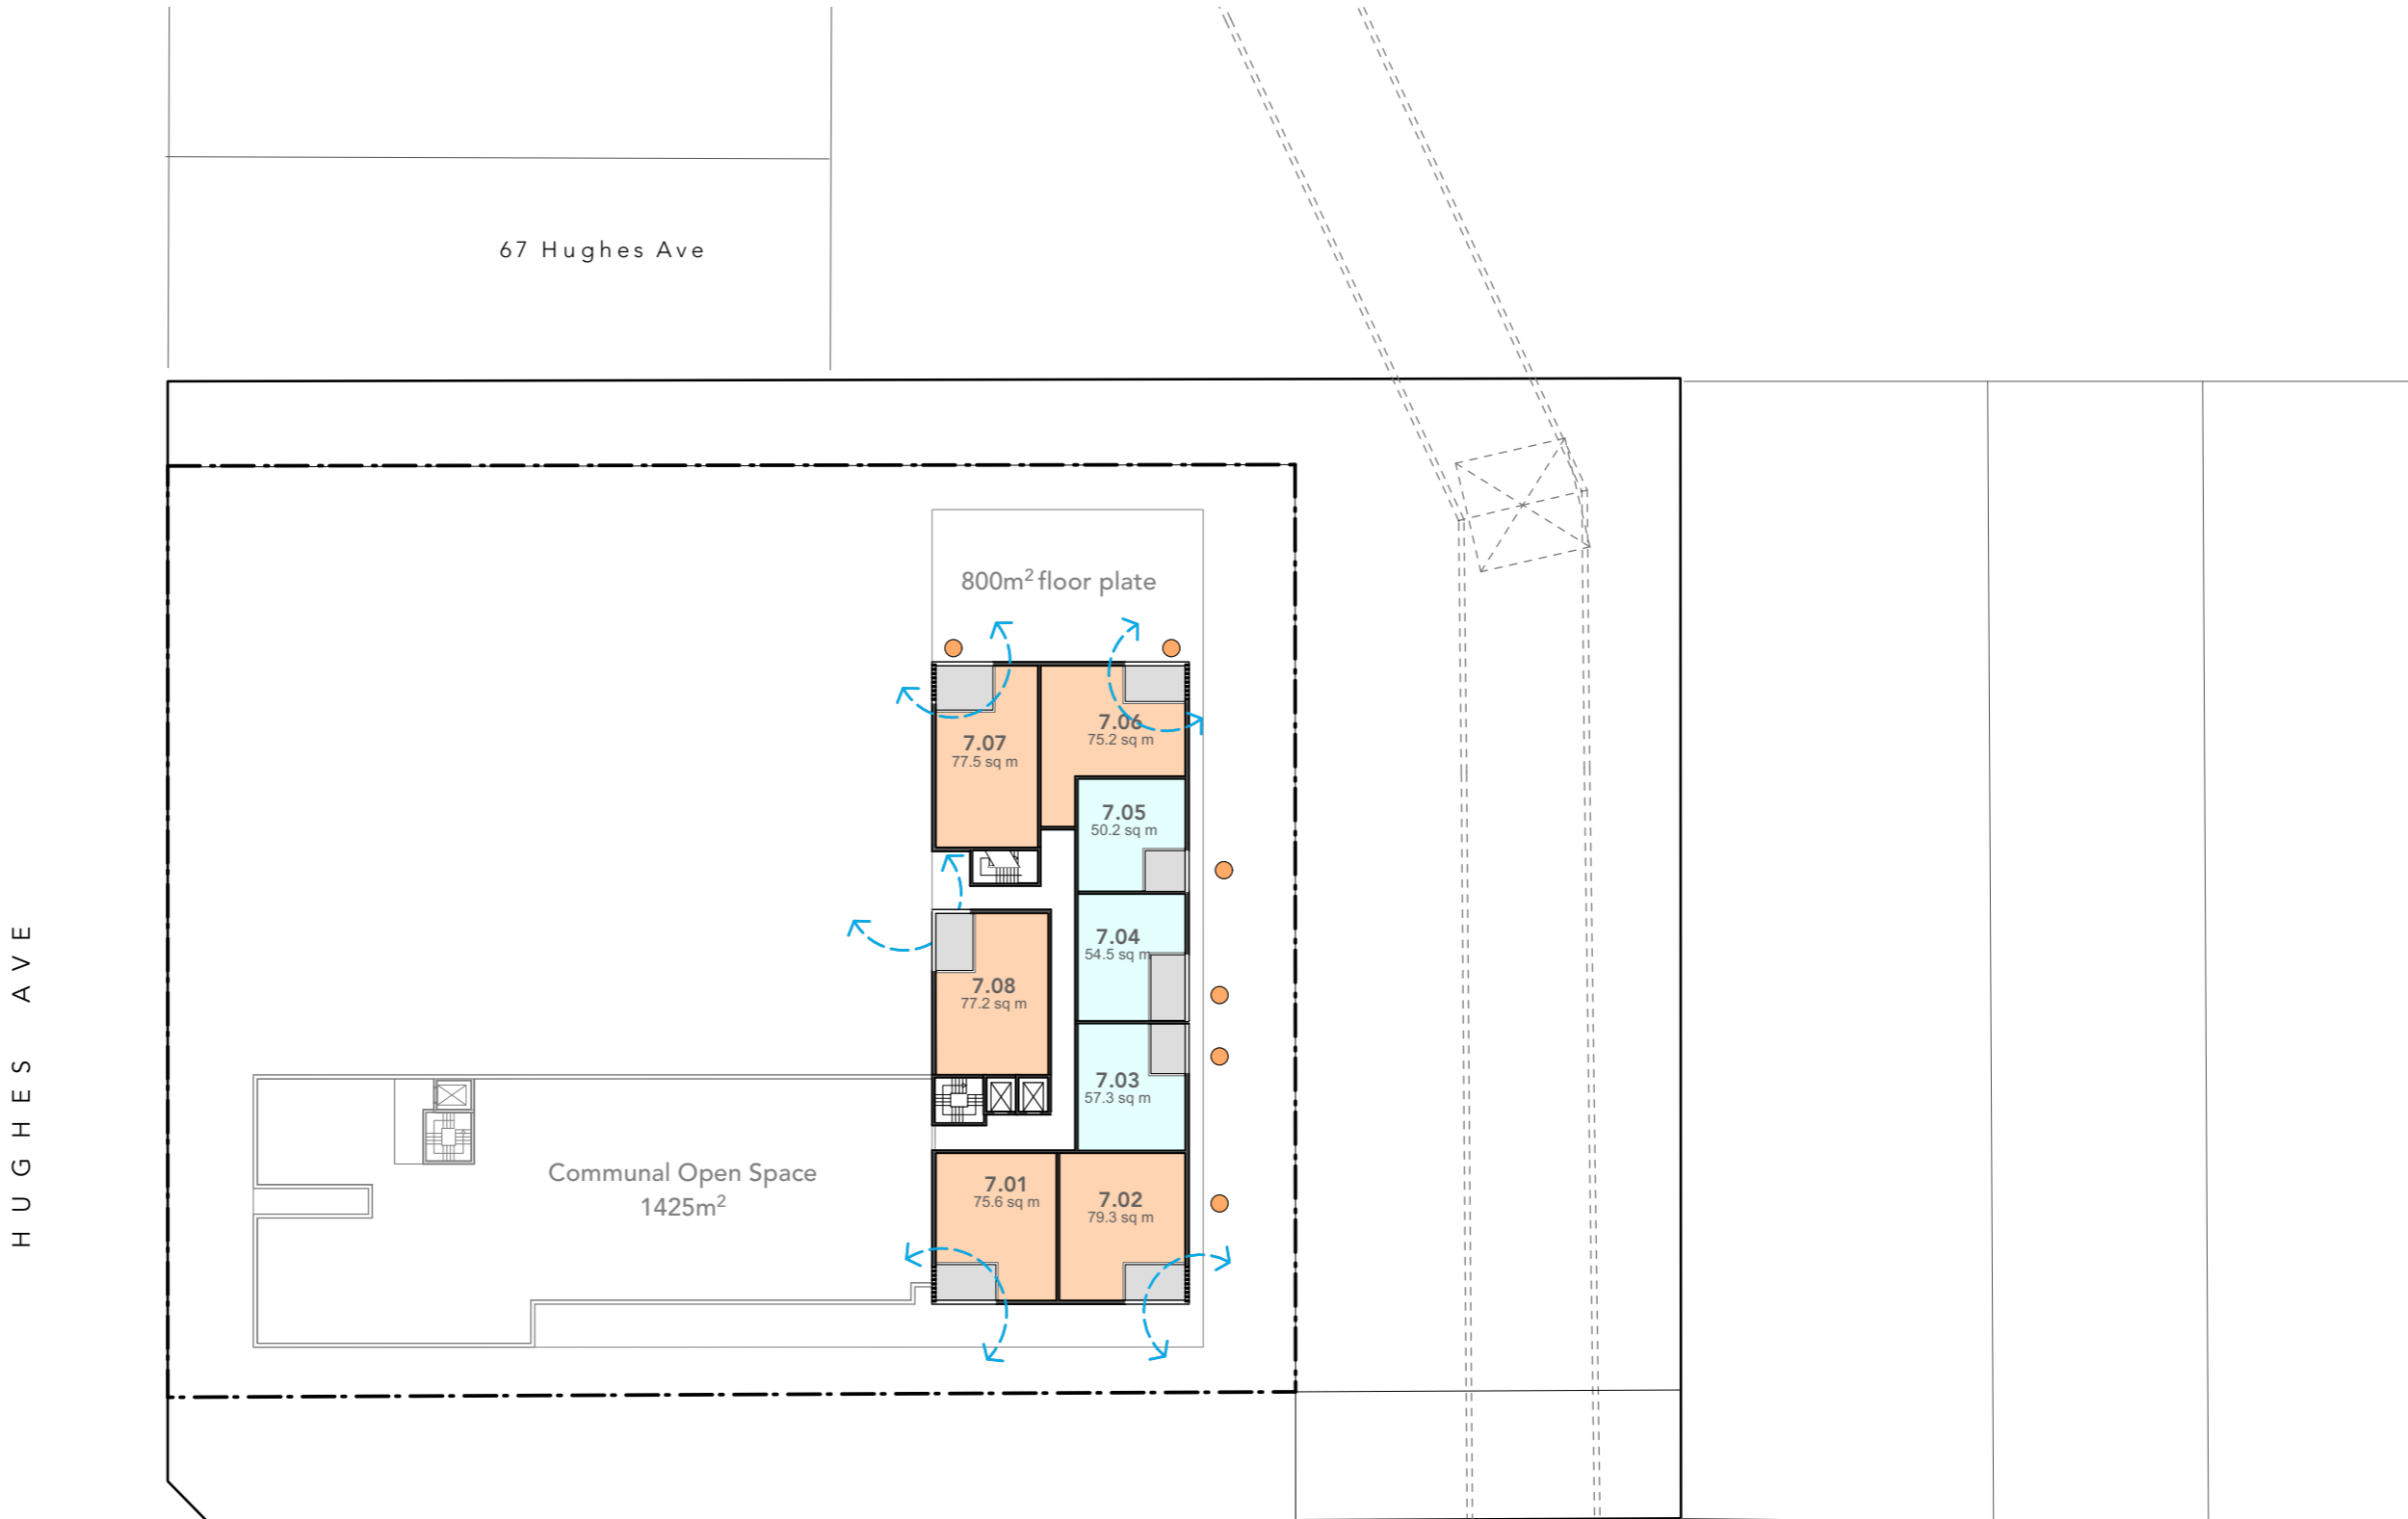 67 Hughes Ave
800m² floor plate
7.07
77.5 sq m
7.06
75.2 sq m
7.05
50.2 sq m
7.04
54.5 sq m
7.08
77.2 sq m
7.03
57.3 sq m
7.01
75.6 sq m
7.02
79.3 sq m
Communal Open Space
1425m²
HUGHES AVE